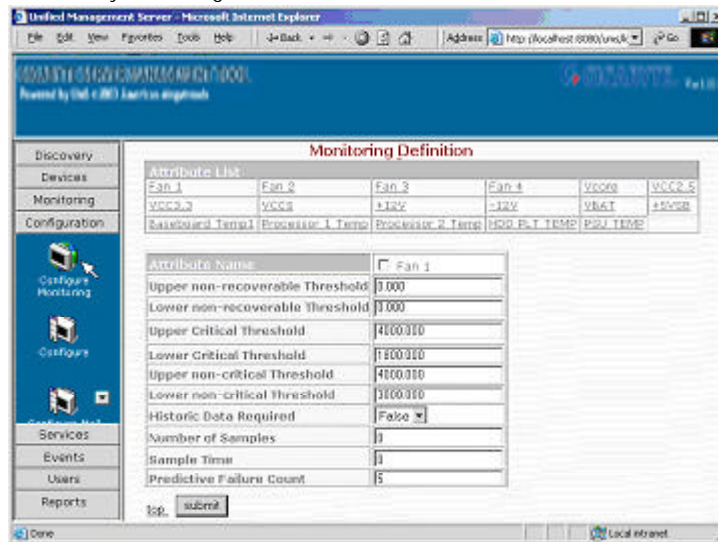 Unified Management Server - Microsoft Internet Explorer
File Edit View Favorites Tools Help
Back
Address
Go
GIGABYTE
Monitoring Definition
Discovery
Devices
Monitoring
Configuration
Configure Monitoring
Configure
Services
Events
Users
Reports
Attribute List
Fan 1 Fan 2 Fan 3 Fan 4 Vcore VCC2.5
VCC3.3 VCC5 +12V -12V VBAT +5VSB
Baseboard Temp1 Processor 1 Temp Processor 2 Temp HDD PLT TEMP PSU TEMP
Attribute Name Fan 1
Upper non-recoverable Threshold 0.000
Lower non-recoverable Threshold 0.000
Upper Critical Threshold 4000.000
Lower Critical Threshold 1800.000
Upper non-critical Threshold 4000.000
Lower non-critical Threshold 3000.000
Historic Data Required False
Number of Samples
Sample Time
Predictive Failure Count 5
top submit
Done
Local intranet